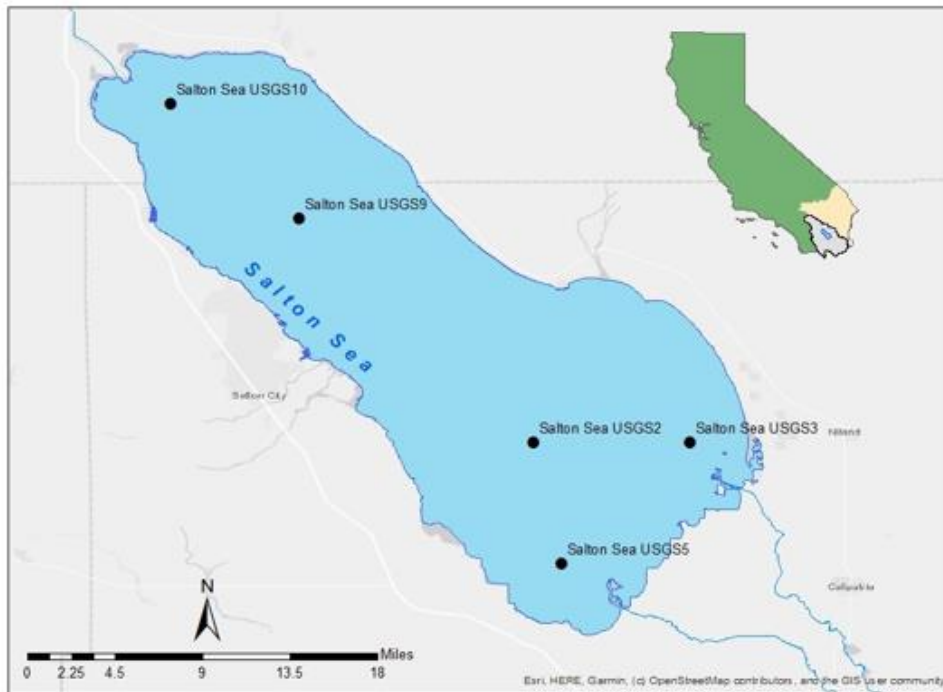 Salton Sea USGS10
Salton Sea USGS9
Salton Sea
Salton City
Salton Sea USGS2
Salton Sea USGS3
Niland
Salton Sea USGS5
Calipatria
N
Miles
0 2.25 4.5 9 13.5 18
Esri, HERE, Garmin, (c) OpenStreetMap contributors, and the GIS user community